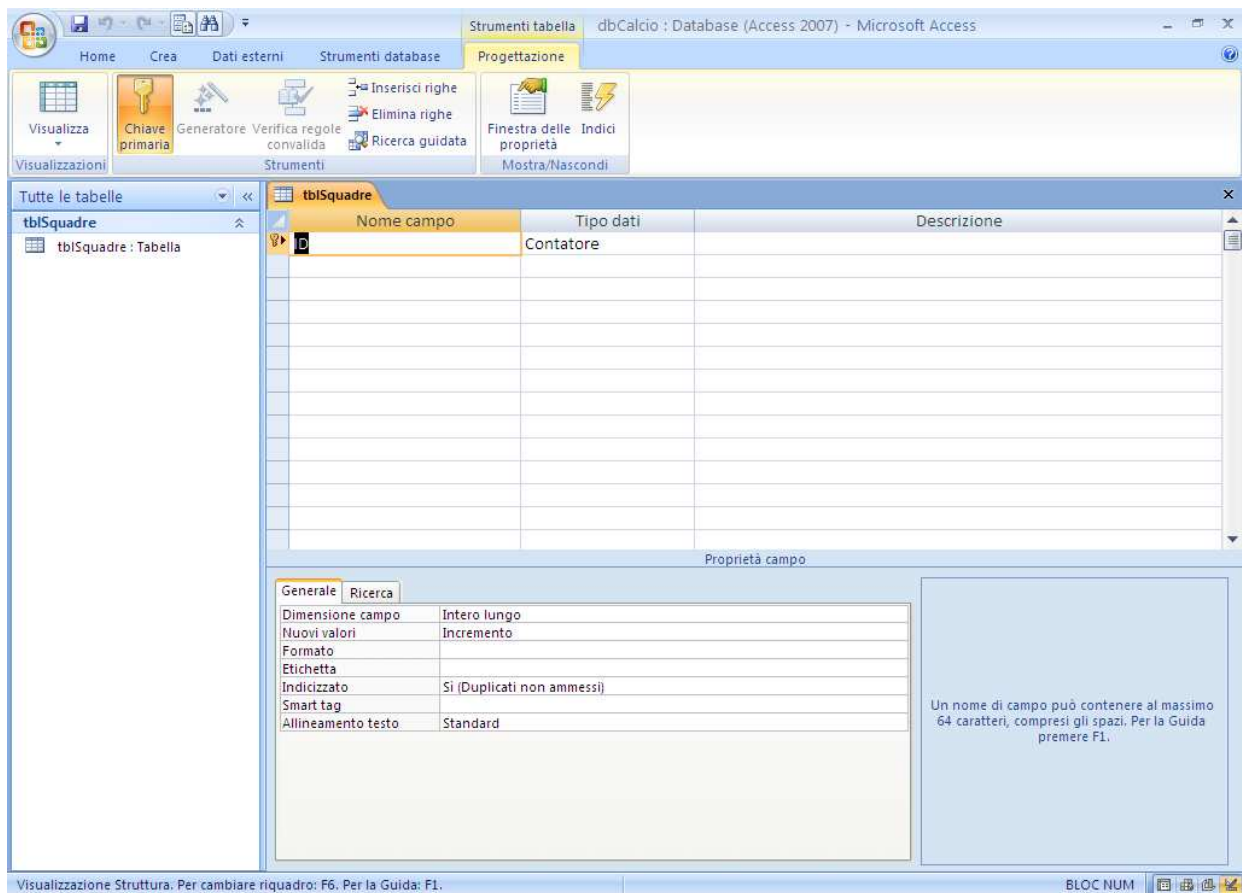 Strumenti tabella dbCalcio : Database (Access 2007) - Microsoft Access
Home Crea Dati esterni Strumenti database Progettazione
Visualizza
Chiave primaria
Generatore
Verifica regole convalida
Inserisci righe
Elimina righe
Ricerca guidata
Finestra delle proprietà
Indici
Visualizzazioni Strumenti Mostra/Nascondi
Tutte le tabelle
tblSquadre
tblSquadre : Tabella
tblSquadre
Nome campo Tipo dati Descrizione
ID Contatore
Proprietà campo
Generale Ricerca
Dimensione campo Intero lungo
Nuovi valori Incremento
Formato
Etichetta
Indicizzato Sì (Duplicati non ammessi)
Smart tag
Allineamento testo Standard
Un nome di campo può contenere al massimo
64 caratteri, compresi gli spazi. Per la Guida
premere F1.
Visualizzazione Struttura. Per cambiare riquadro: F6. Per la Guida: F1. BLOC NUM